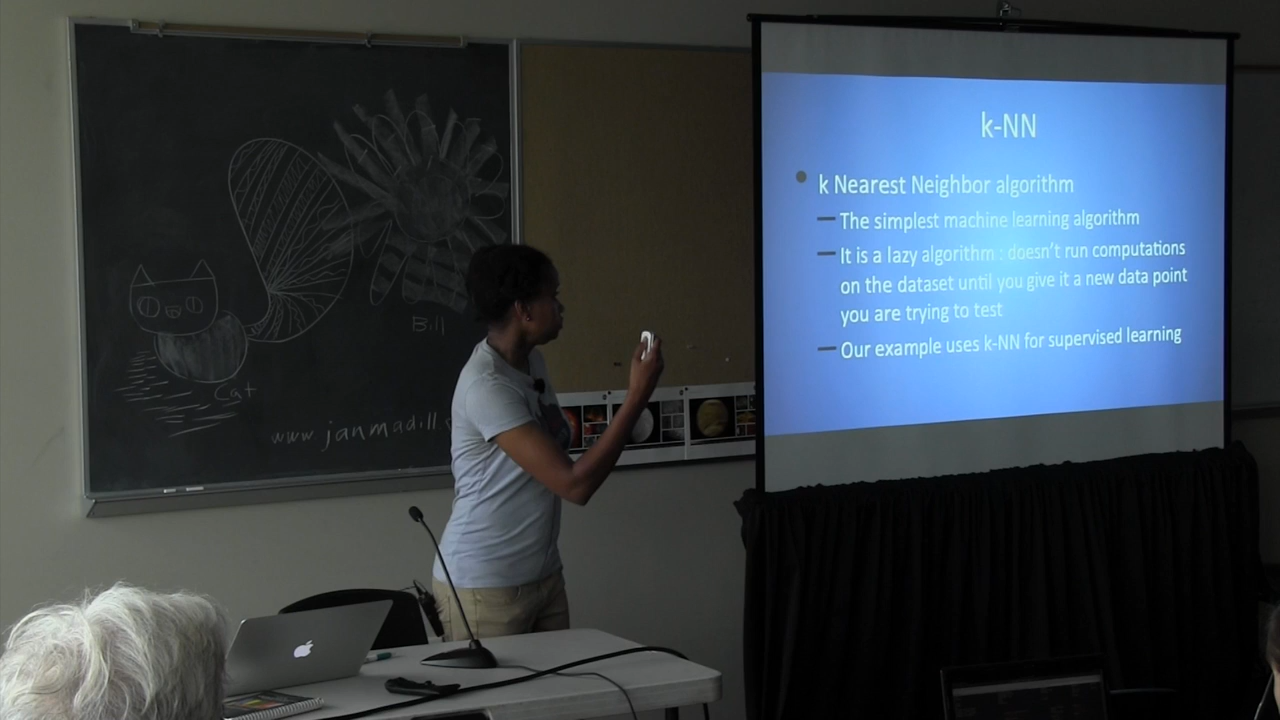 Bill
Cat
www.janmadill.
k-NN
k Nearest Neighbor algorithm
The simplest machine learning algorithm
It is a lazy algorithm : doesn't run computations
on the dataset until you give it a new data point
you are trying to test
Our example uses k-NN for supervised learning